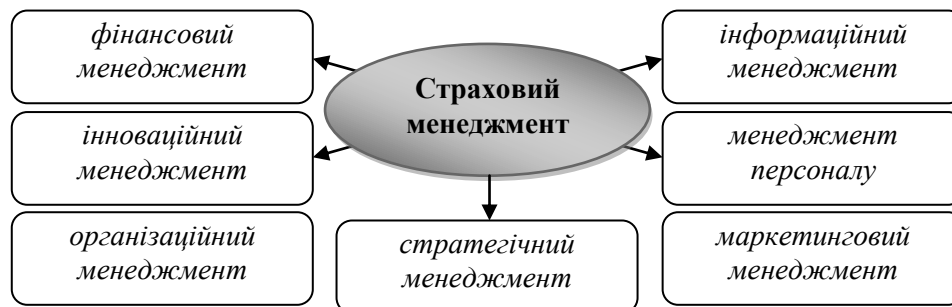 фінансовий
менеджмент
Страховий
менеджмент
інформаційний
менеджмент
інноваційний
менеджмент
менеджмент
персоналу
організаційний
менеджмент
стратегічний
менеджмент
маркетинговий
менеджмент